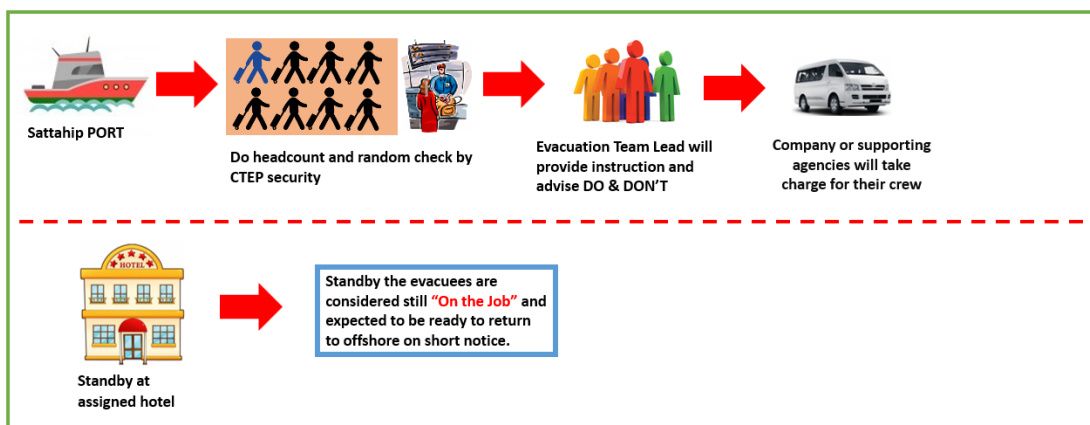 Sattahip PORT
Do headcount and random check by
CTEP security
Evacuation Team Lead will
provide instruction and
advise DO & DON'T
Company or supporting
agencies will take
charge for their crew
HOTEL
Standby at
assigned hotel
Standby the evacuees are
considered still “On the Job” and
expected to be ready to return
to offshore on short notice.